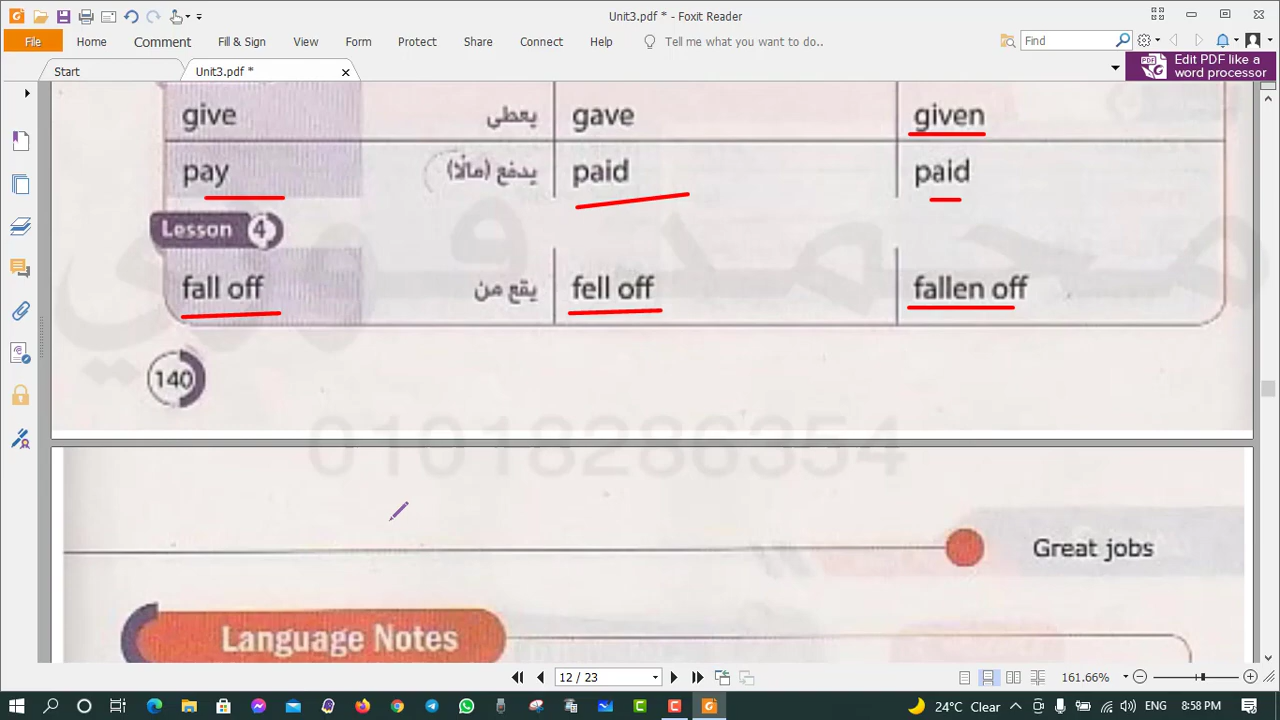 Unit3.pdf * - Foxit Reader
File Home Comment Fill & Sign View Form Protect Share Connect Help Tell me what you want to do.. Find
Start Unit3.pdf * Edit PDF like a word processor
give يعطى gave given
pay يدفع (مالًا) paid paid
Lesson 4
fall off يقع من fell off fallen off
محمد فوزي
140
01018286354
Great jobs
Language Notes
12 / 23 161.66%
24°C Clear ENG 8:58 PM